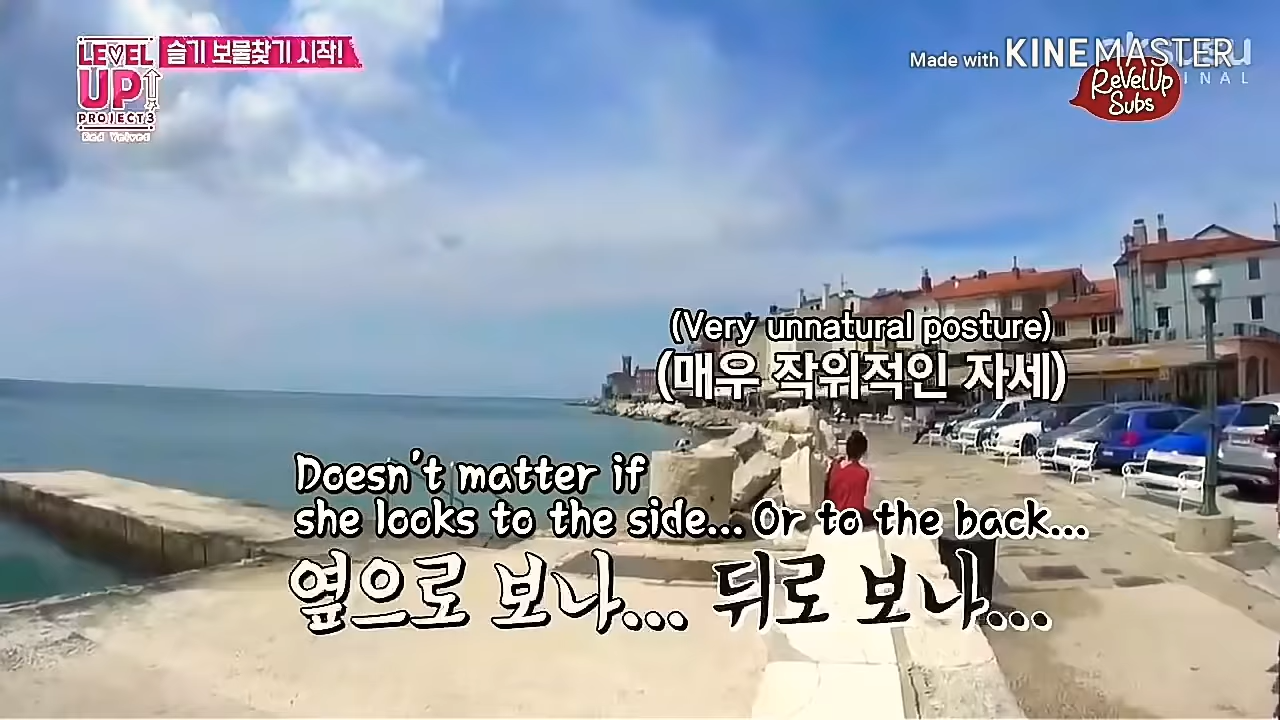 LEVEL
UP
PROJECT3
Red Velvet
슬기 보물찾기 시작!
Made with KINEMASTER
ReVelUp
Subs
(Very unnatural posture)
(매우 작위적인 자세)
Doesn't matter if
she looks to the side... Or to the back...
옆으로 보나... 뒤로 보나...